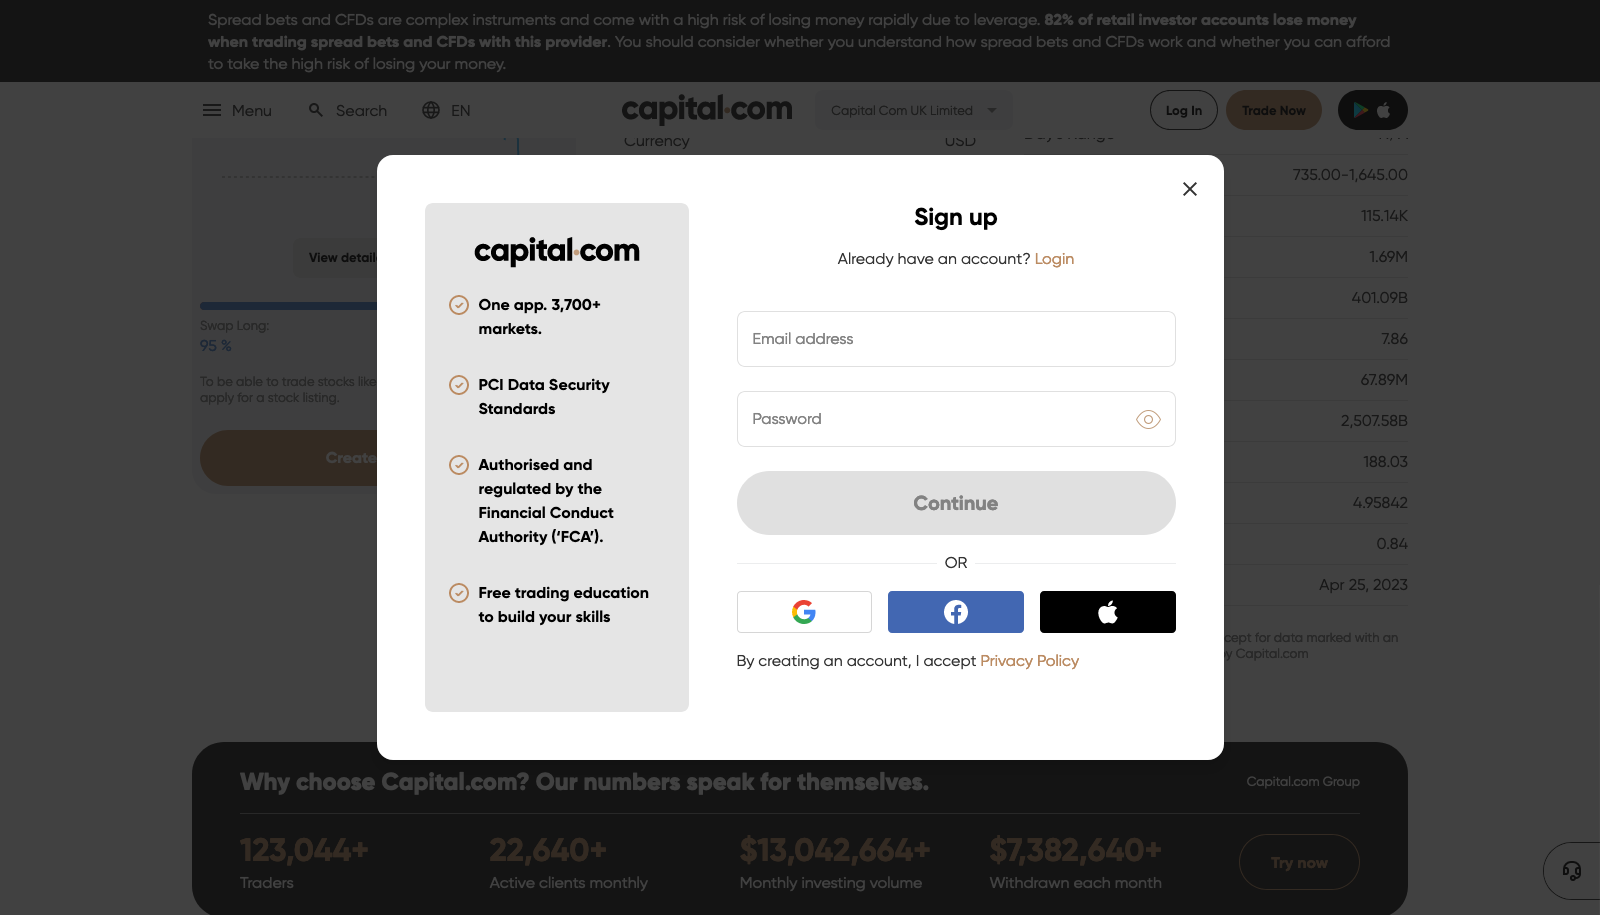 Spread bets and CFDs are complex instruments and come with a high risk of losing money rapidly due to leverage. 82% of retail investor accounts lose money
when trading spread bets and CFDs with this provider. You should consider whether you understand how spread bets and CFDs work and whether you can afford
to take the high risk of losing your money.
Menu Search EN capital.com Capital Com UK Limited Log In Trade Now
Currency USD
735.00-1,645.00
115.14K
1.69M
401.09B
7.86
67.89M
2,507.58B
188.03
4.95842
0.84
Apr 25, 2023
View detail
Swap Long:
95 %
To be able to trade stocks like
apply for a stock listing.
Create
capital.com
One app. 3,700+
markets.
PCI Data Security
Standards
Authorised and
regulated by the
Financial Conduct
Authority (‘FCA’).
Free trading education
to build your skills
Sign up
Already have an account? Login
Email address
Password
Continue
OR
By creating an account, I accept Privacy Policy
cept for data marked with an
by Capital.com
Why choose Capital.com? Our numbers speak for themselves.
Capital.com Group
123,044+
Traders
22,640+
Active clients monthly
$13,042,664+
Monthly investing volume
$7,382,640+
Withdrawn each month
Try now